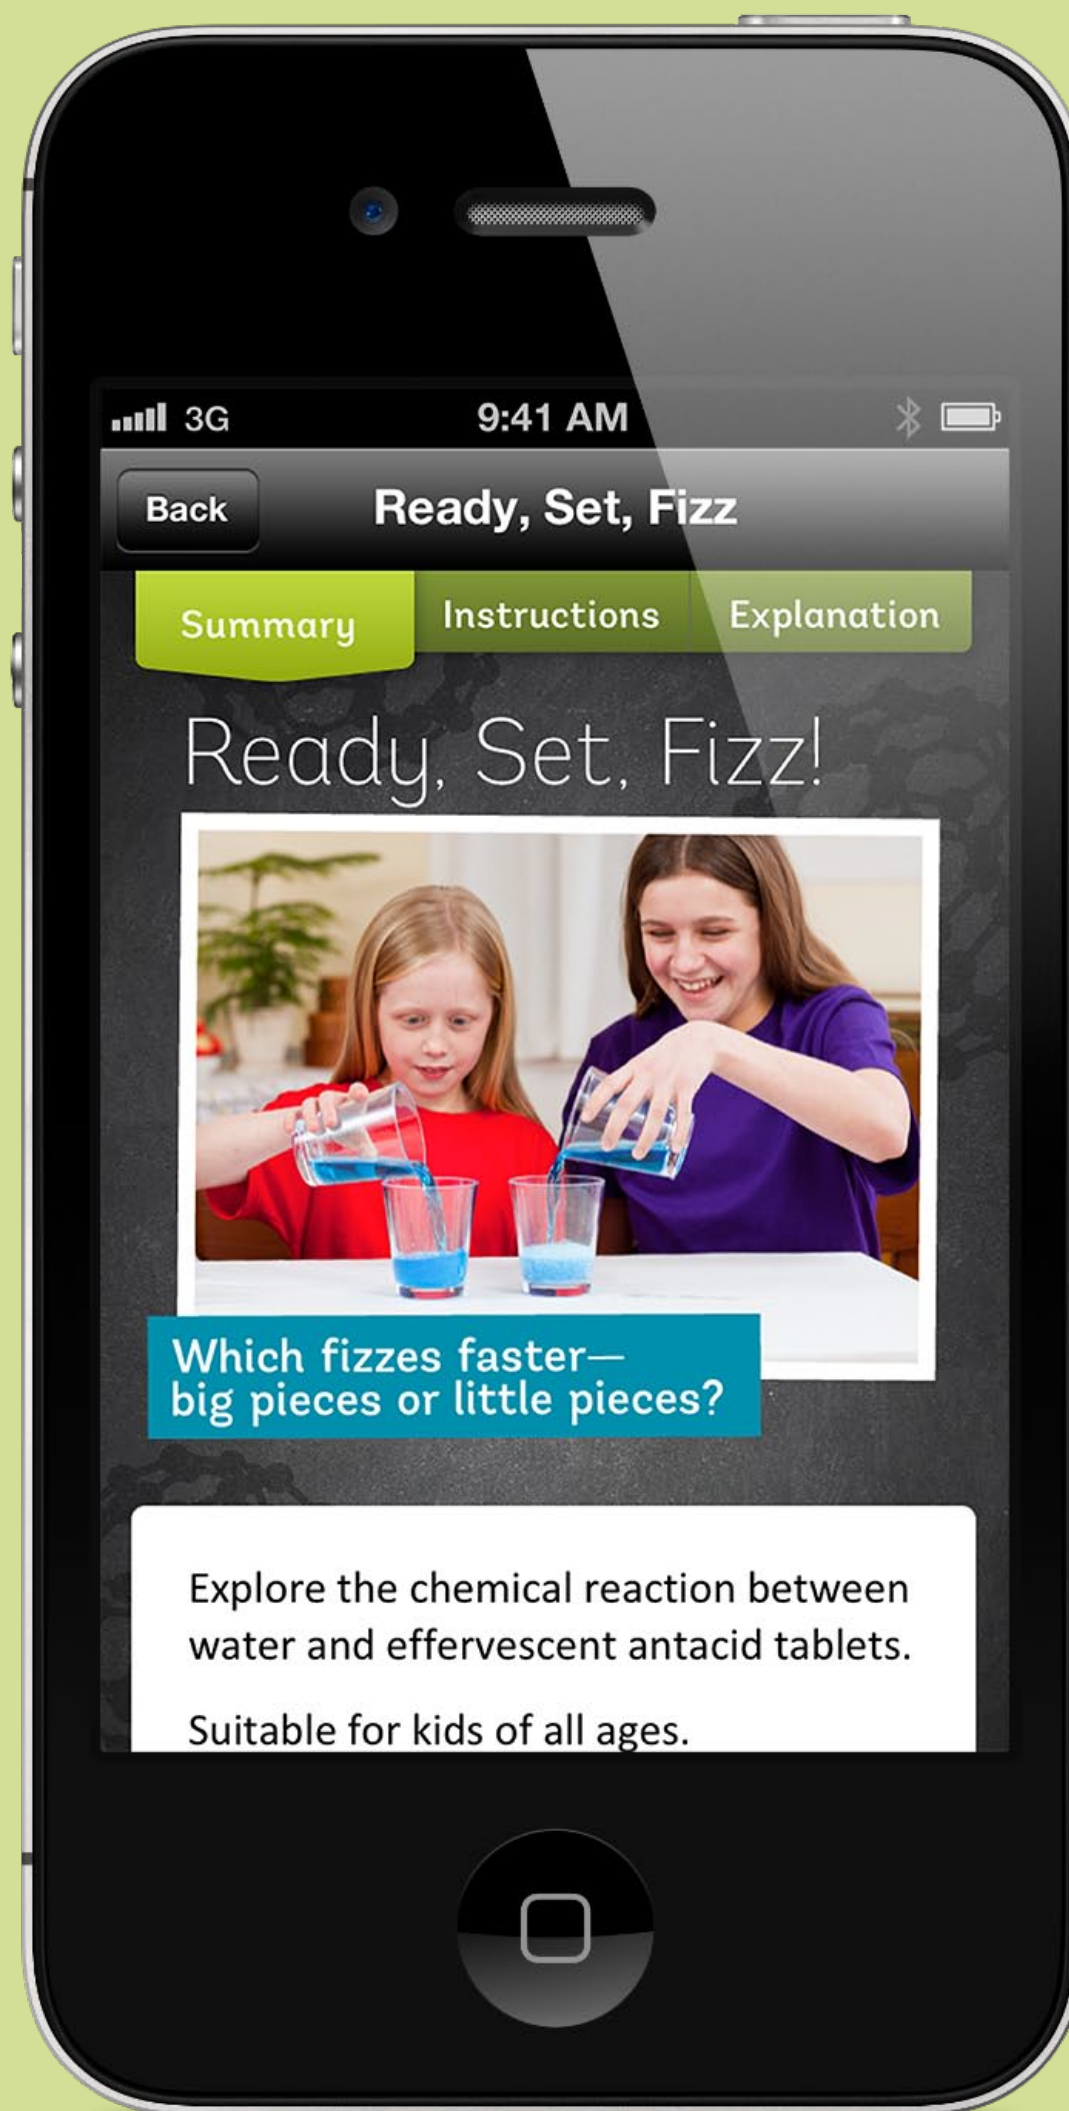 3G 9:41 AM
Back Ready, Set, Fizz
Summary Instructions Explanation
Ready, Set, Fizz!
Which fizzes faster—
big pieces or little pieces?
Explore the chemical reaction between
water and effervescent antacid tablets.
Suitable for kids of all ages.